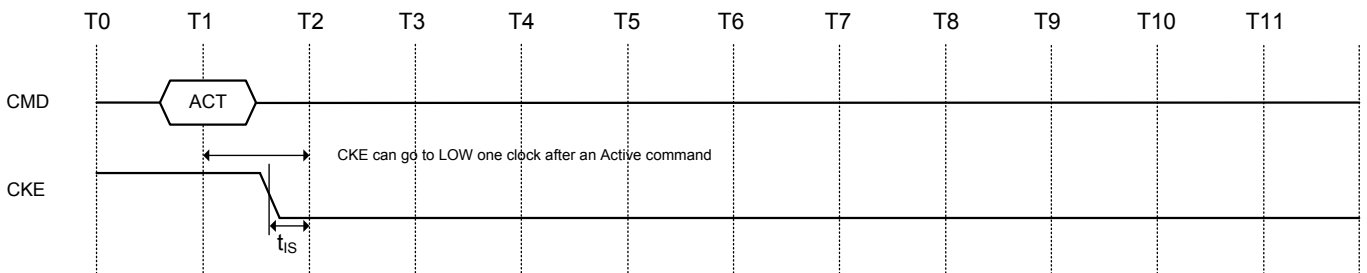 T0 T1 T2 T3 T4 T5 T6 T7 T8 T9 T10 T11
CMD ACT
CKE can go to LOW one clock after an Active command
CKE
tIS